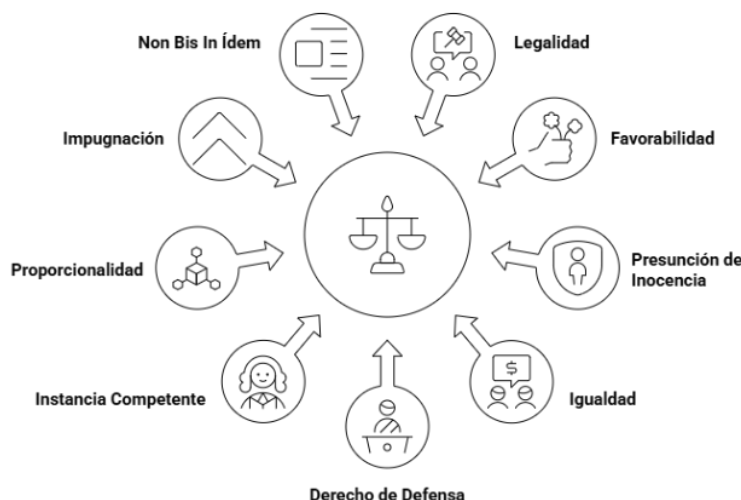 Non Bis In Ídem
Legalidad
Impugnación
Favorabilidad
Proporcionalidad
Presunción de
Inocencia
Instancia Competente
$
Igualdad
Derecho de Defensa